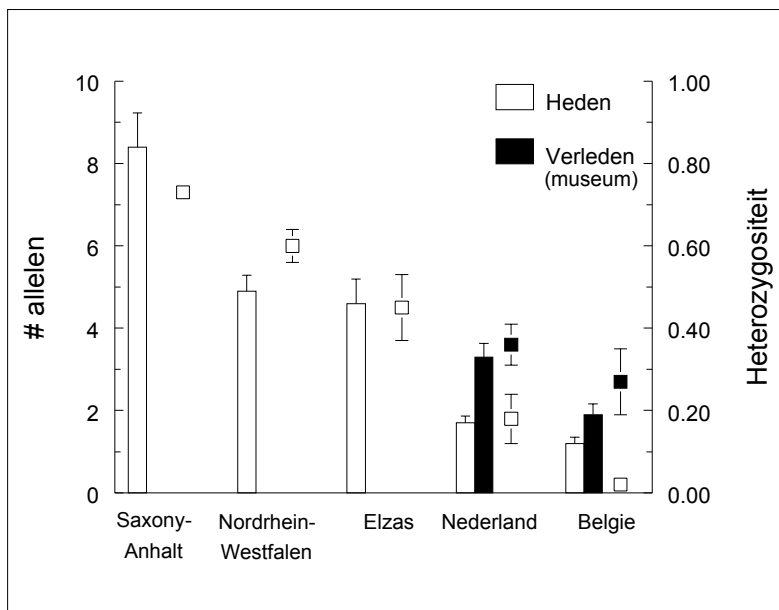 10
8
6
4
2
0
# allelen
1.00
0.80
0.60
0.40
0.20
0.00
Heterozygositeit
Heden
Verleden
(museum)
Saxony-
Anhalt
Nordrhein-
Westfalen
Elzas
Nederland
Belgie